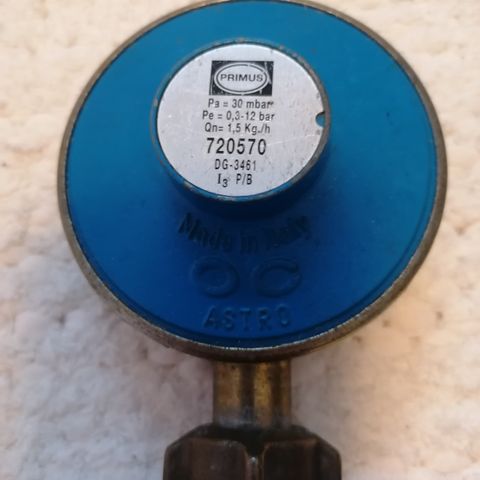 PRIMUS
Pa = 30 mbar
Pe = 0,3-12 bar
Qn= 1,5 Kg./h
720570
DG-3461
I₃ P/B
Made in Italy
ASTRO